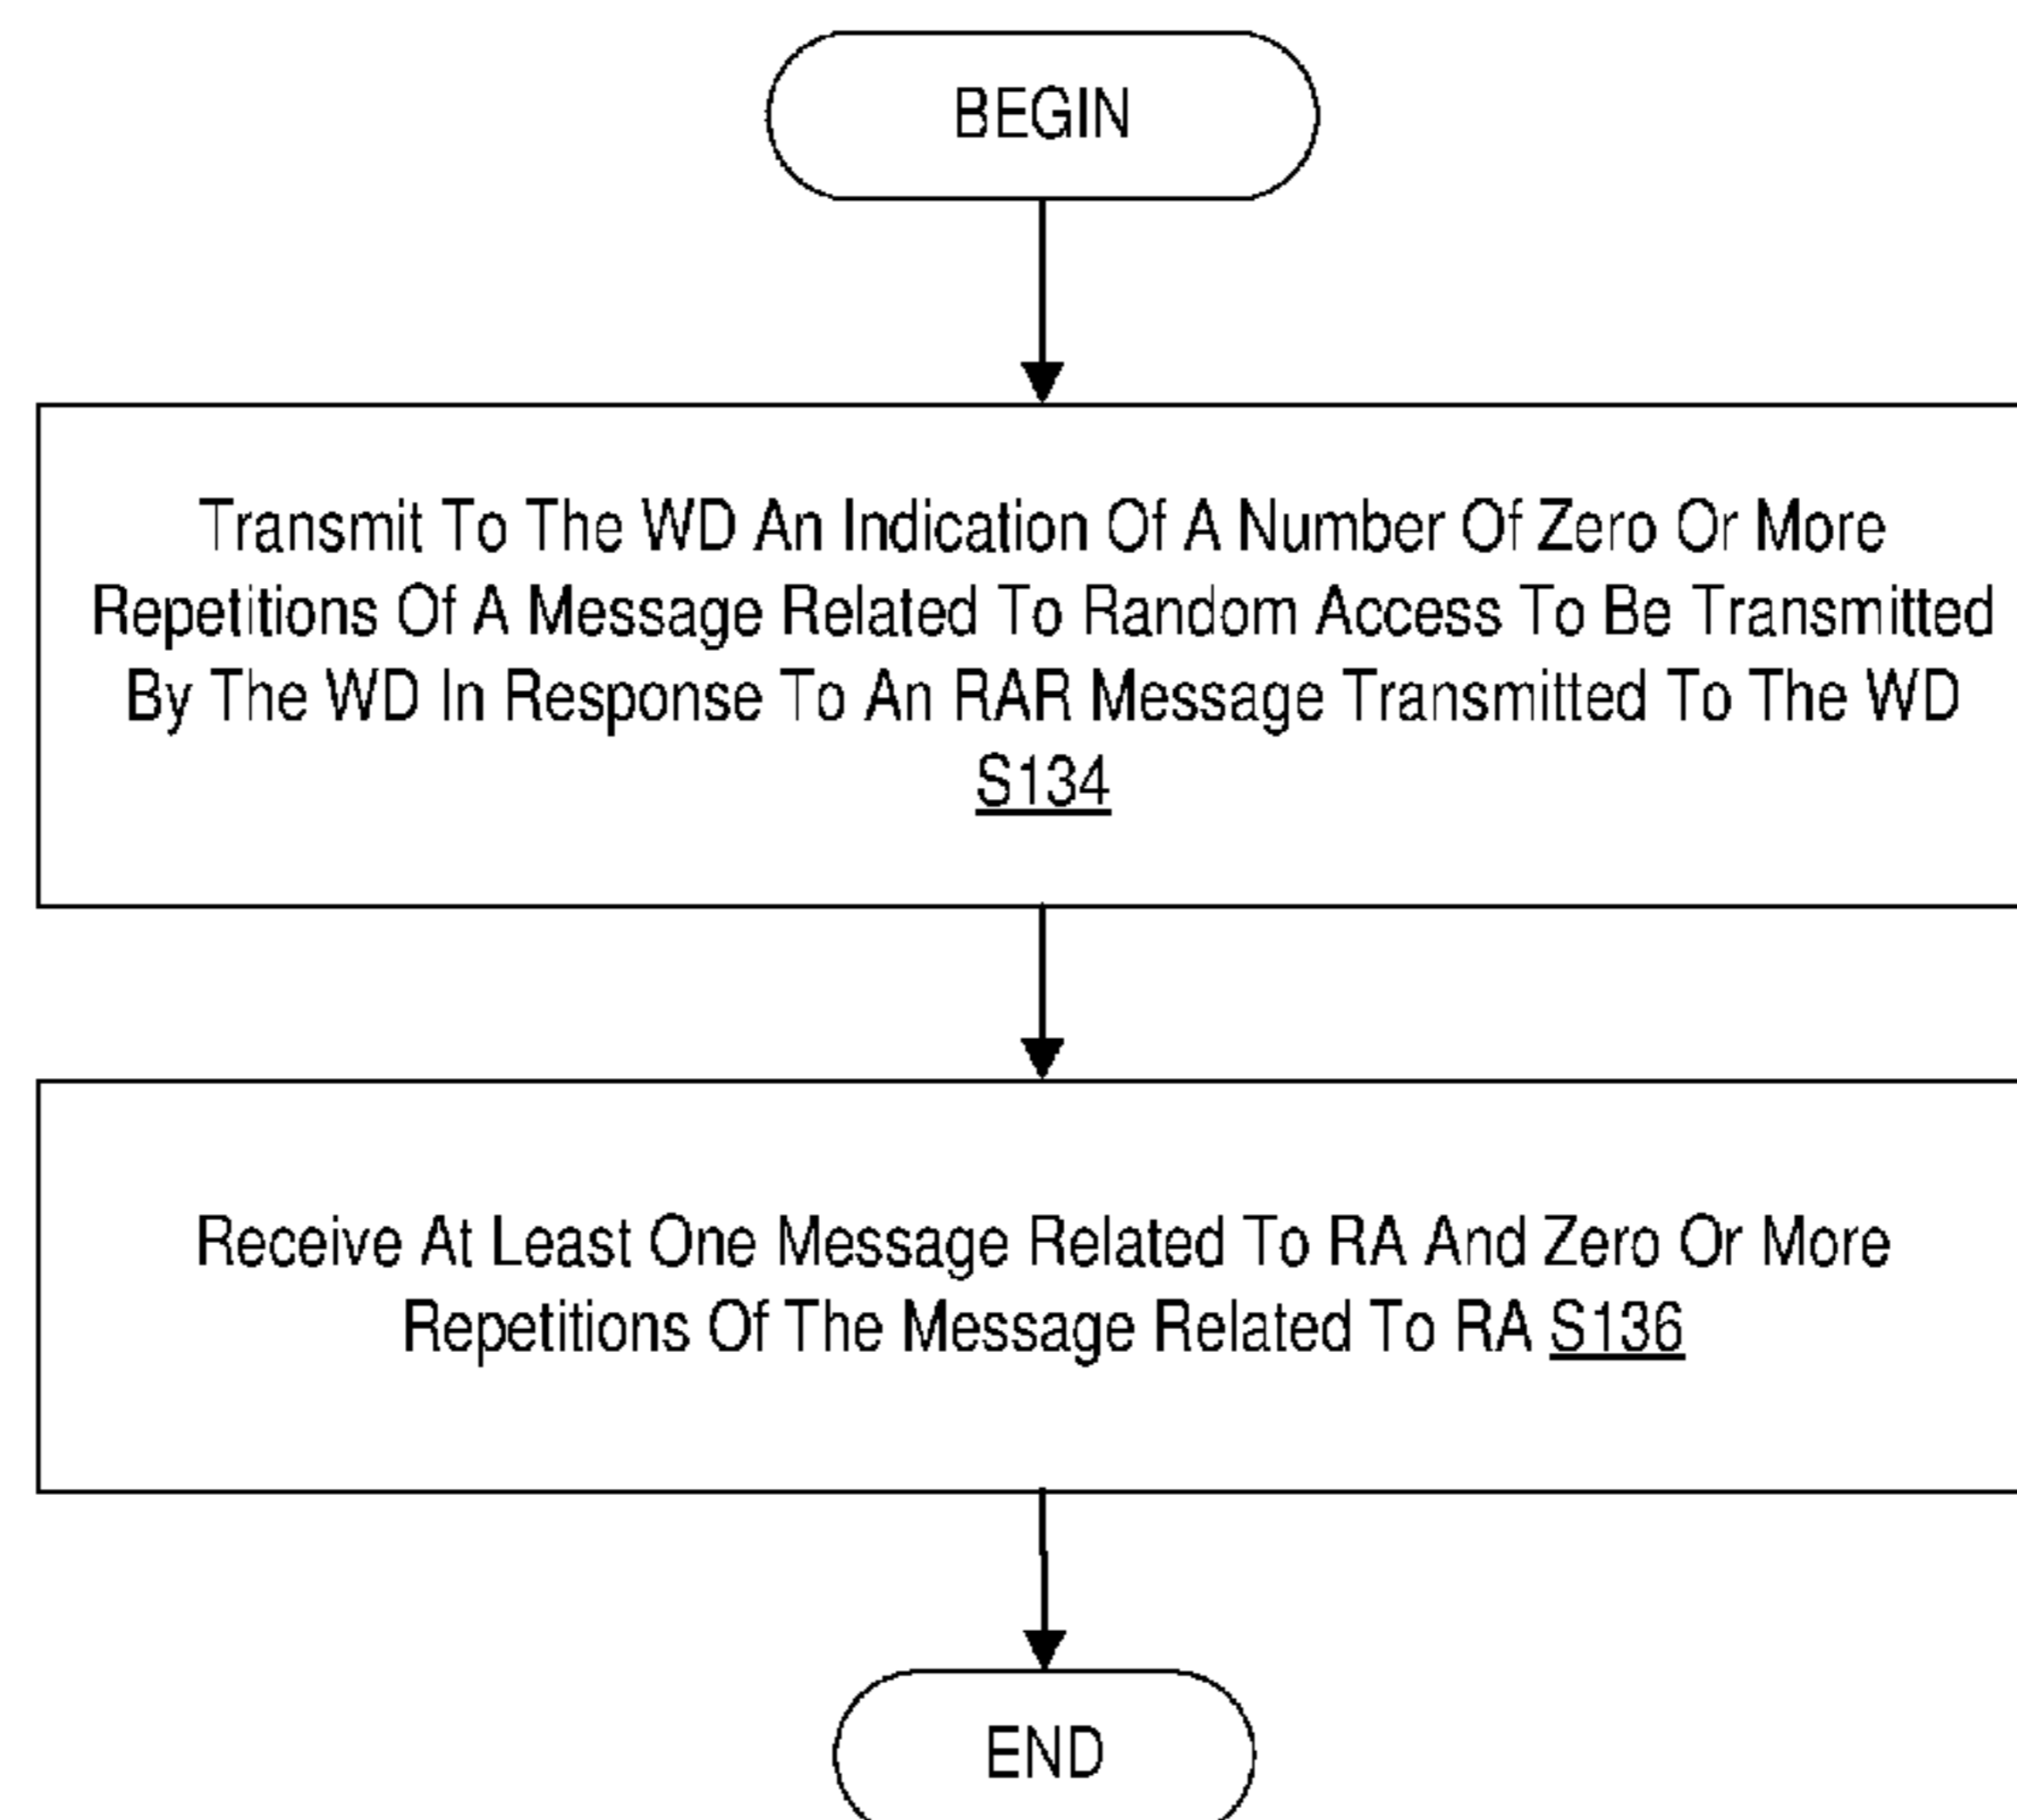 BEGIN
Transmit To The WD An Indication Of A Number Of Zero Or More
Repetitions Of A Message Related To Random Access To Be Transmitted
By The WD In Response To An RAR Message Transmitted To The WD
S134
Receive At Least One Message Related To RA And Zero Or More
Repetitions Of The Message Related To RA S136
END